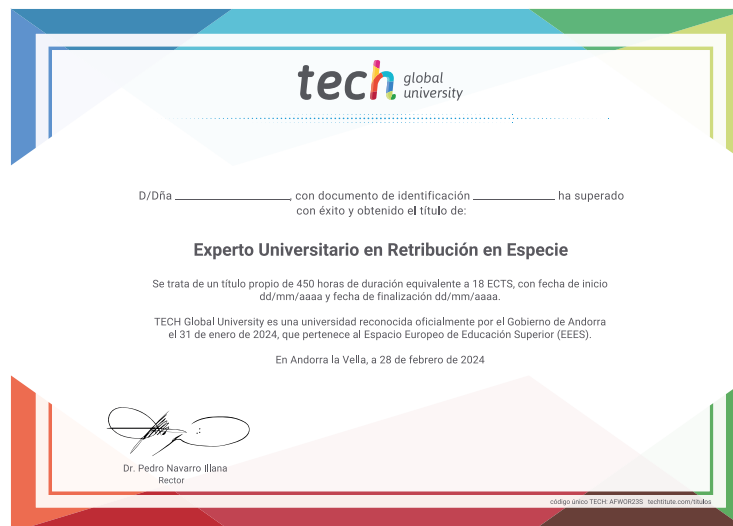 tech global university
D/Dña ____________, con documento de identificación ____________ ha superado
con éxito y obtenido el título de:
Experto Universitario en Retribución en Especie
Se trata de un título propio de 450 horas de duración equivalente a 18 ECTS, con fecha de inicio
dd/mm/aaaa y fecha de finalización dd/mm/aaaa.
TECH Global University es una universidad reconocida oficialmente por el Gobierno de Andorra
el 31 de enero de 2024, que pertenece al Espacio Europeo de Educación Superior (EEES).
En Andorra la Vella, a 28 de febrero de 2024
Dr. Pedro Navarro Illana
Rector
código único TECH: AFWOR23S techtitute.com/titulos